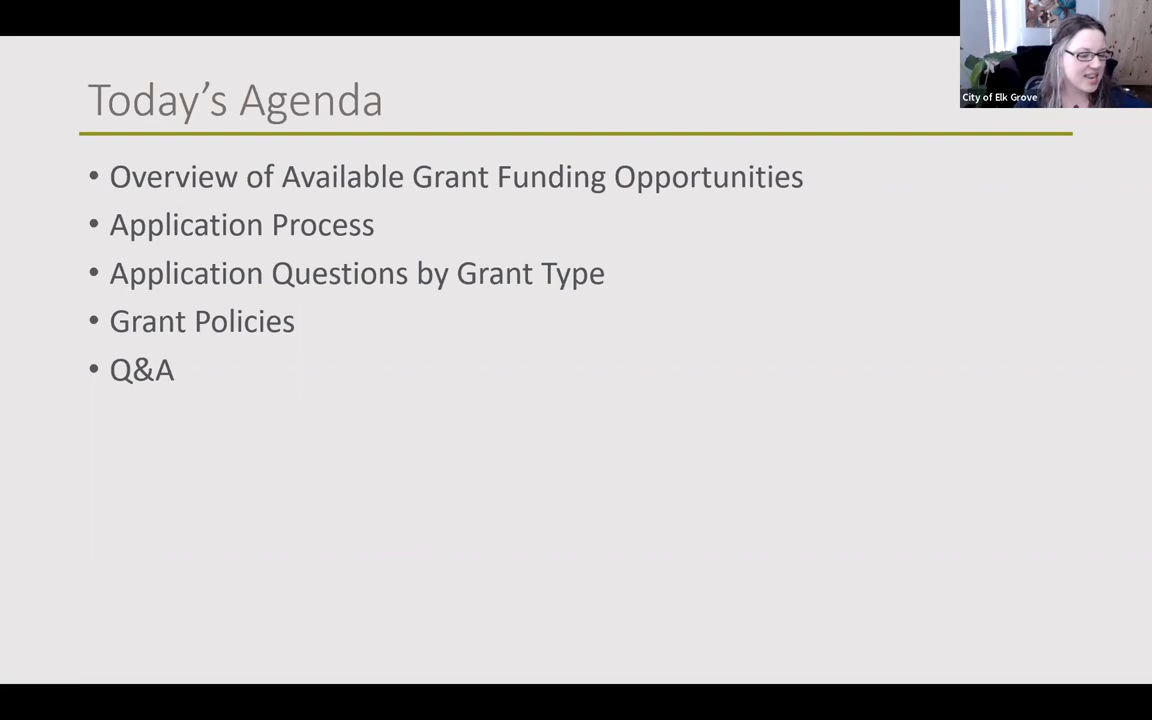 Today's Agenda
City of Elk Grove
• Overview of Available Grant Funding Opportunities
• Application Process
• Application Questions by Grant Type
• Grant Policies
• Q&A